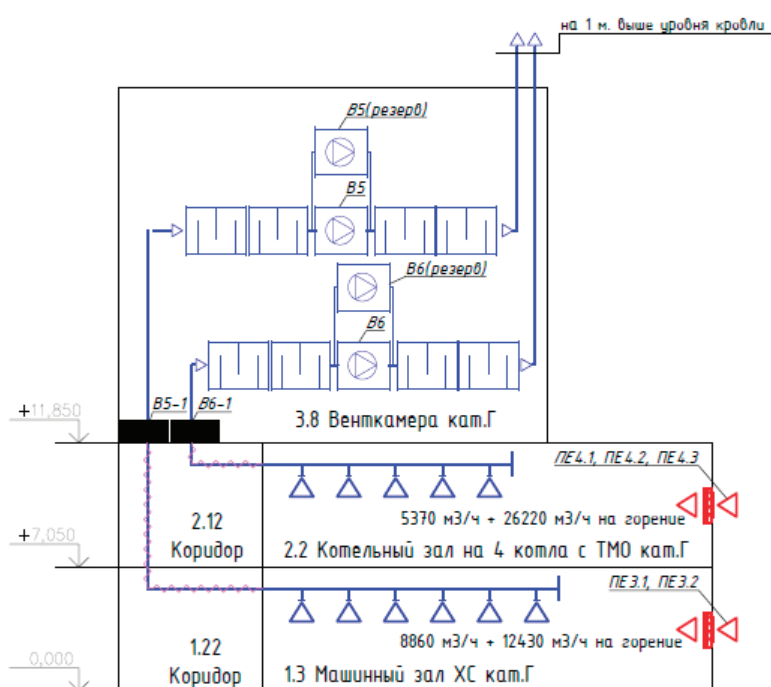 на 1 м. выше уровня кровли
В5(резерв)
В5
В6(резерв)
В6
В5-1
В6-1
+11,850
3.8 Венткамера кат.Г
ПЕ4.1, ПЕ4.2, ПЕ4.3
5370 м3/ч + 26220 м3/ч на горение
2.12
Коридор
+7,050
2.2 Котельный зал на 4 котла с ТМО кат.Г
ПЕ3.1, ПЕ3.2
8860 м3/ч + 12430 м3/ч на горение
1.22
Коридор
0,000
1.3 Машинный зал ХС кат.Г